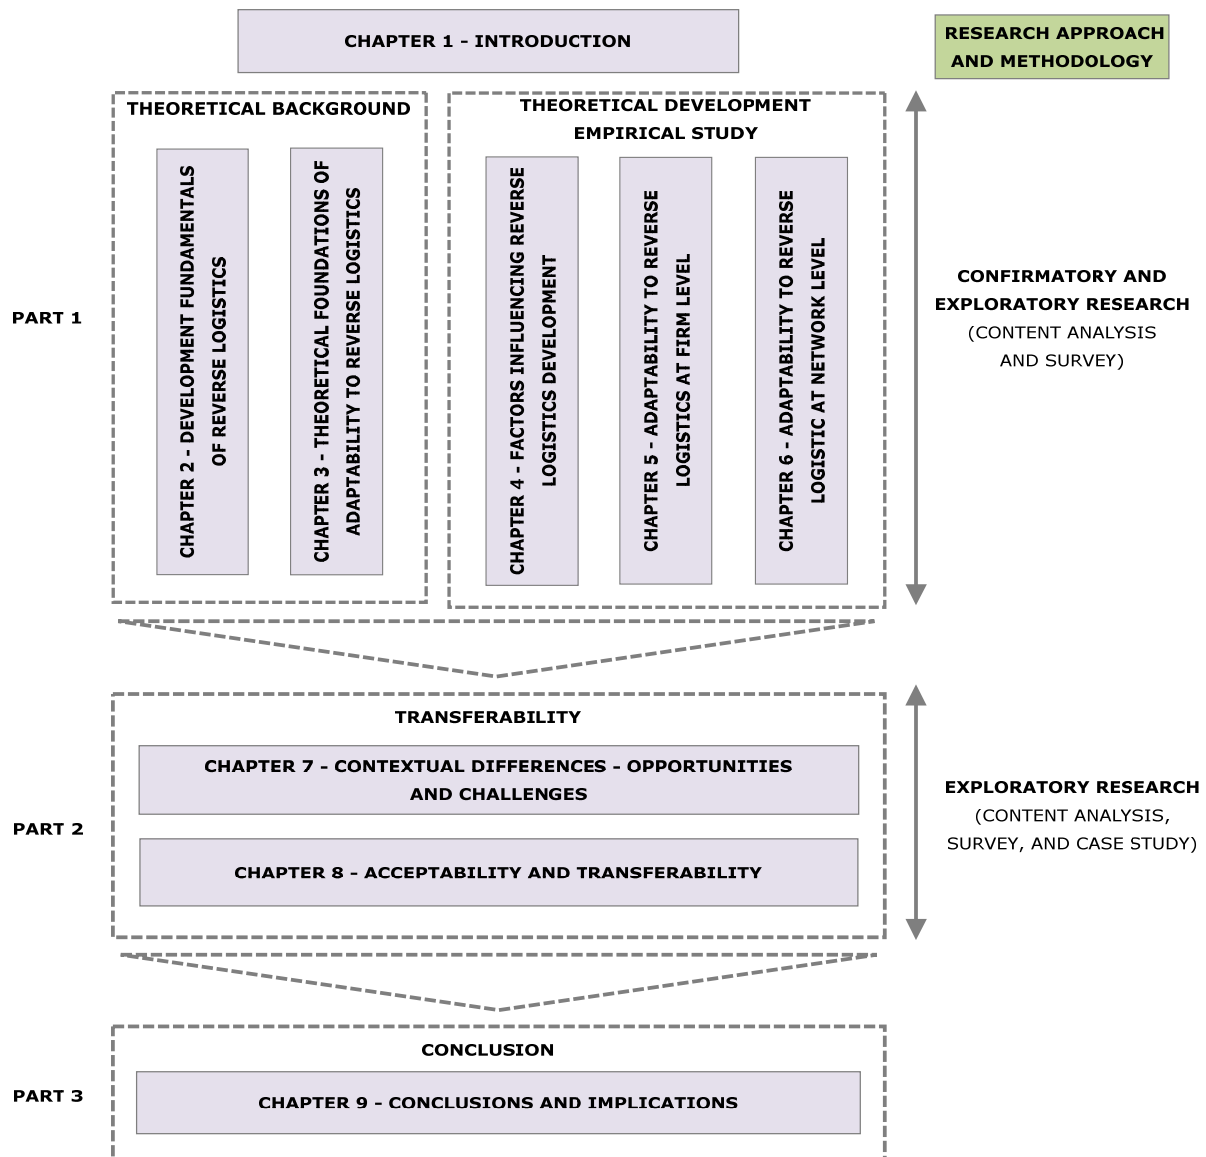 CHAPTER 1 - INTRODUCTION
RESEARCH APPROACH
AND METHODOLOGY
THEORETICAL BACKGROUND
THEORETICAL DEVELOPMENT
EMPIRICAL STUDY
PART 1
CHAPTER 2 - DEVELOPMENT FUNDAMENTALS
OF REVERSE LOGISTICS
CHAPTER 3 - THEORETICAL FOUNDATIONS OF
ADAPTABILITY TO REVERSE LOGISTICS
CHAPTER 4 - FACTORS INFLUENCING REVERSE
LOGISTICS DEVELOPMENT
CHAPTER 5 - ADAPTABILITY TO REVERSE
LOGISTICS AT FIRM LEVEL
CHAPTER 6 - ADAPTABILITY TO REVERSE
LOGISTIC AT NETWORK LEVEL
CONFIRMATORY AND
EXPLORATORY RESEARCH
(CONTENT ANALYSIS
AND SURVEY)
TRANSFERABILITY
PART 2
CHAPTER 7 - CONTEXTUAL DIFFERENCES - OPPORTUNITIES
AND CHALLENGES
CHAPTER 8 - ACCEPTABILITY AND TRANSFERABILITY
EXPLORATORY RESEARCH
(CONTENT ANALYSIS,
SURVEY, AND CASE STUDY)
CONCLUSION
PART 3
CHAPTER 9 - CONCLUSIONS AND IMPLICATIONS